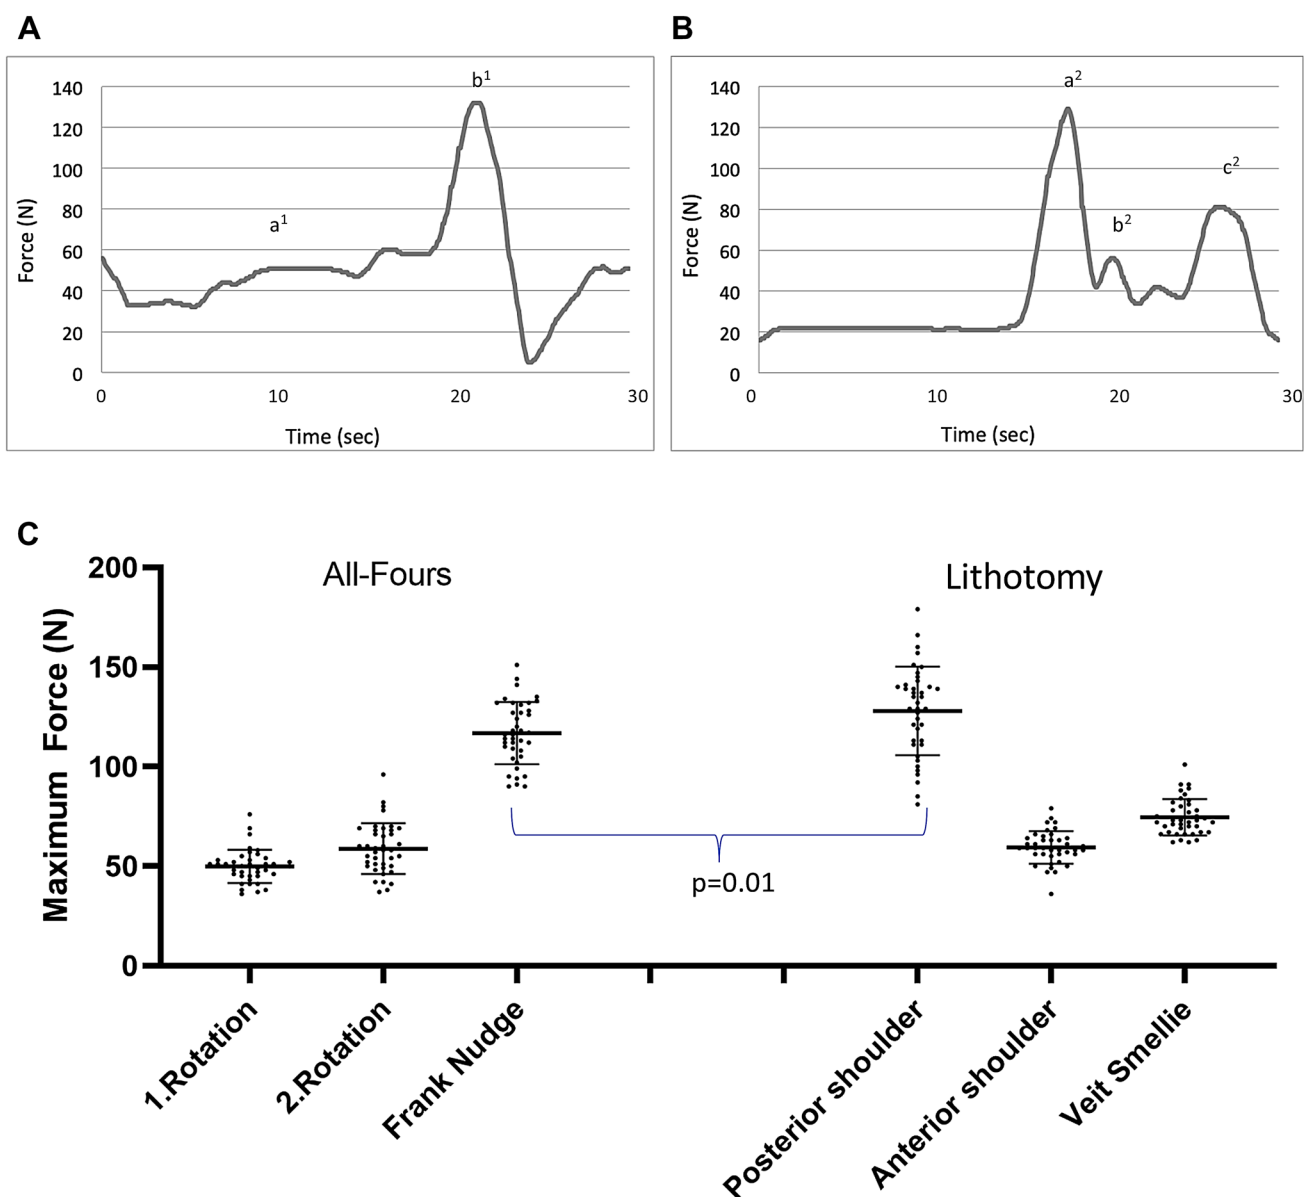 A
B
b¹
140
120
100
80
60
40
20
0
a¹
Force (N)
0 10 20 30
Time (sec)
a²
140
120
100
80
60
40
20
0
b²
c²
Force (N)
0 10 20 30
Time (sec)
C
All-Fours
Lithotomy
200
150
100
50
0
Maximum Force (N)
p=0.01
1.Rotation
2.Rotation
Frank Nudge
Posterior shoulder
Anterior shoulder
Veit Smellie